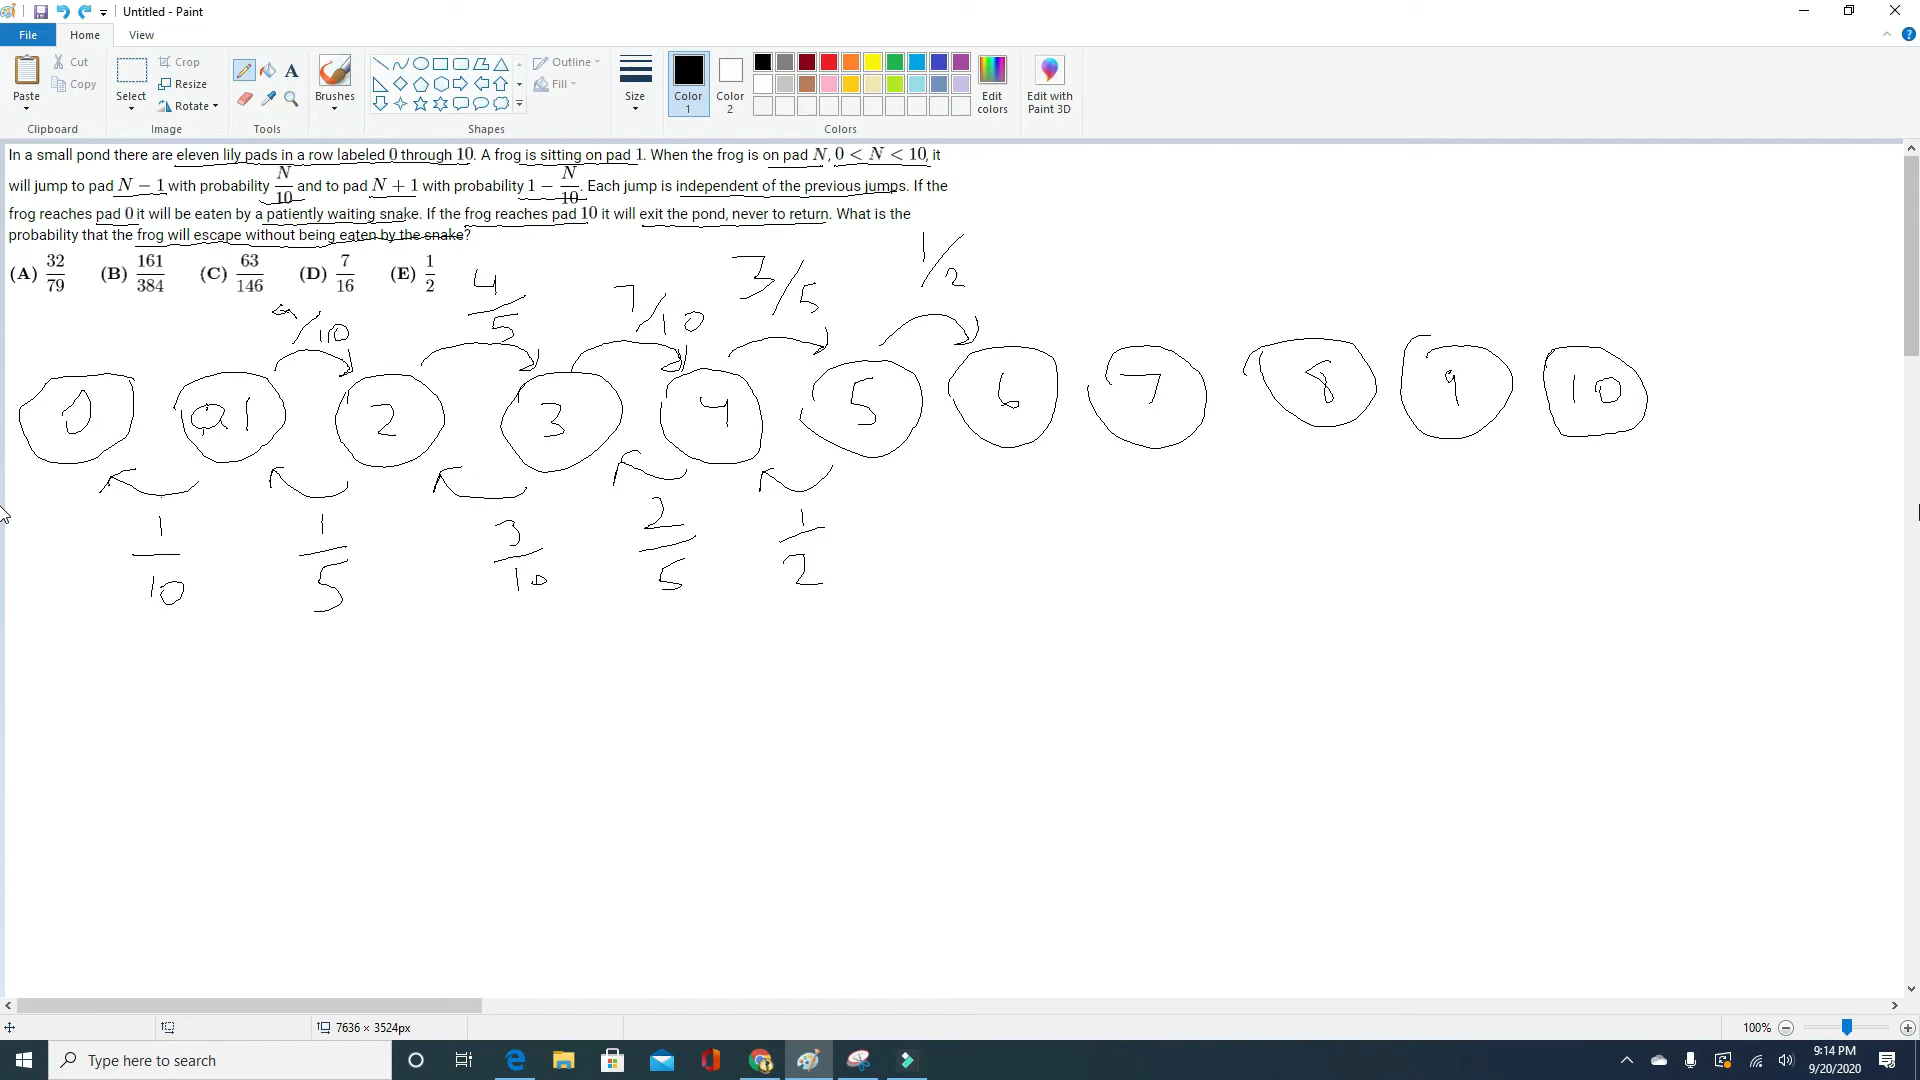 Untitled - Paint
File Home View
Paste Cut Copy Clipboard
Select Crop Resize Rotate Image
Tools
Brushes
Shapes
Outline Fill
Size
Color 1 Color 2 Edit colors Edit with Paint 3D
Colors
In a small pond there are eleven lily pads in a row labeled 0 through 10. A frog is sitting on pad 1. When the frog is on pad N, 0 < N < 10, it
will jump to pad N − 1 with probability N/10 and to pad N + 1 with probability 1 − N/10. Each jump is independent of the previous jumps. If the
frog reaches pad 0 it will be eaten by a patiently waiting snake. If the frog reaches pad 10 it will exit the pond, never to return. What is the
probability that the frog will escape without being eaten by the snake?
(A) 32/79 (B) 161/384 (C) 63/146 (D) 7/16 (E) 1/2
9/10 4/5 7/10 3/5 1/2
0 1 2 3 4 5 6 7 8 9 10
1/10 1/5 3/10 2/5 1/2
7636 × 3524px
100%
Type here to search
9:14 PM
9/20/2020